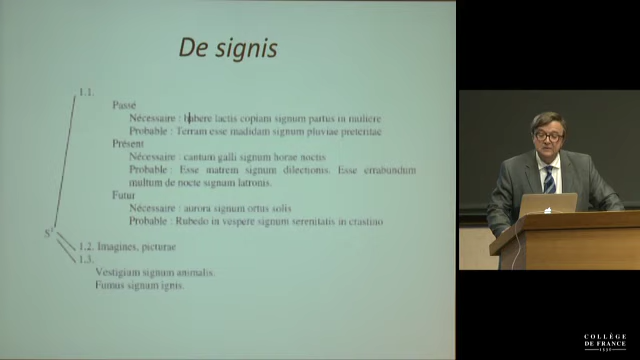 De signis
1.1.
Passé
Nécessaire : habere lactis copiam signum partus in muliere
Probable : Terram esse madidam signum pluviae preteritae
Présent
Nécessaire : cantum galli signum horae noctis
Probable : Esse matrem signum dilectionis. Esse errabundum
multum de nocte signum latronis.
Futur
Nécessaire : aurora signum ortus solis
Probable : Rubedo in vespere signum serenitatis in crastino
1.2. Imagines, picturae
1.3.
Vestigium signum animalis.
Fumus signum ignis.
COLLÈGE
DE FRANCE
1530